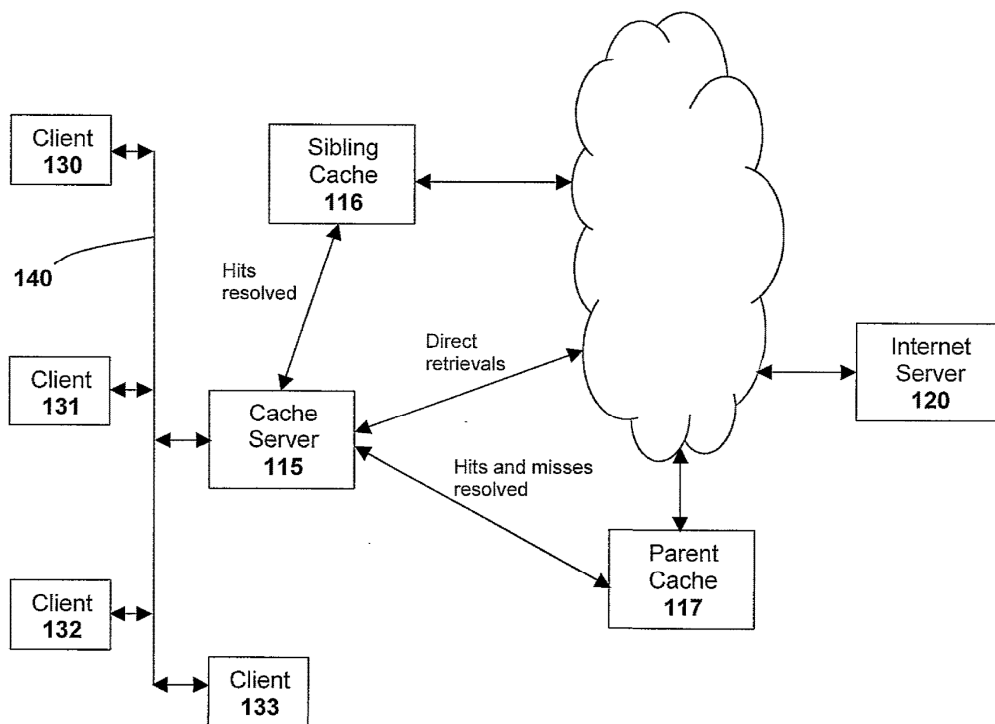 Client
130
Sibling
Cache
116
140
Hits
resolved
Direct
retrievals
Internet
Server
120
Client
131
Cache
Server
115
Hits and misses
resolved
Parent
Cache
117
Client
132
Client
133